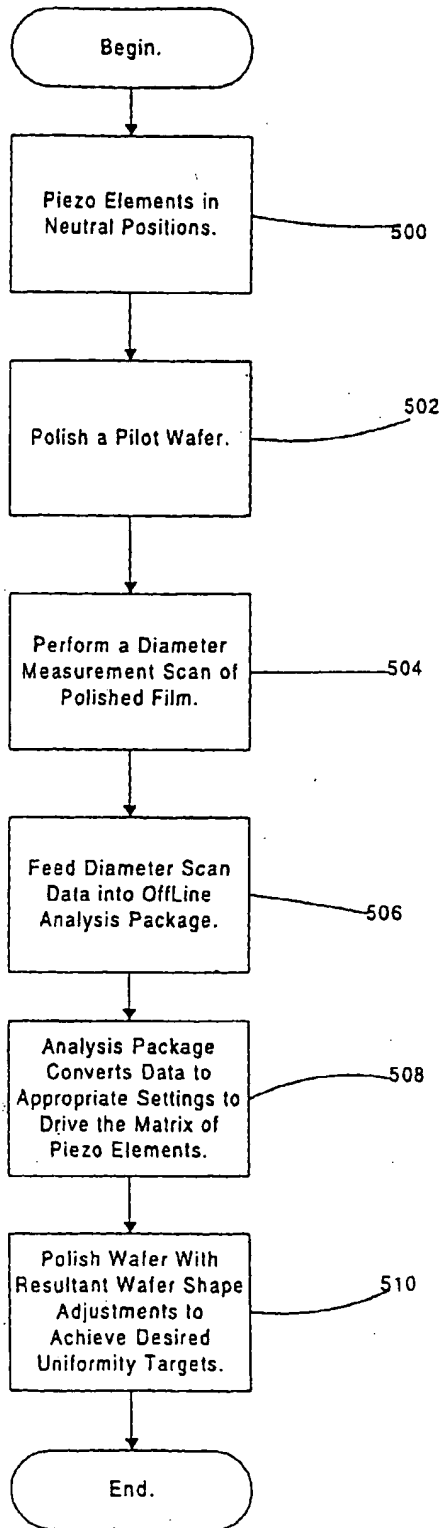 Begin.
Piezo Elements in
Neutral Positions.
500
Polish a Pilot Wafer.
502
Perform a Diameter
Measurement Scan of
Polished Film.
504
Feed Diameter Scan
Data into OffLine
Analysis Package.
506
Analysis Package
Converts Data to
Appropriate Settings to
Drive the Matrix of
Piezo Elements.
508
Polish Wafer With
Resultant Wafer Shape
Adjustments to
Achieve Desired
Uniformity Targets.
510
End.